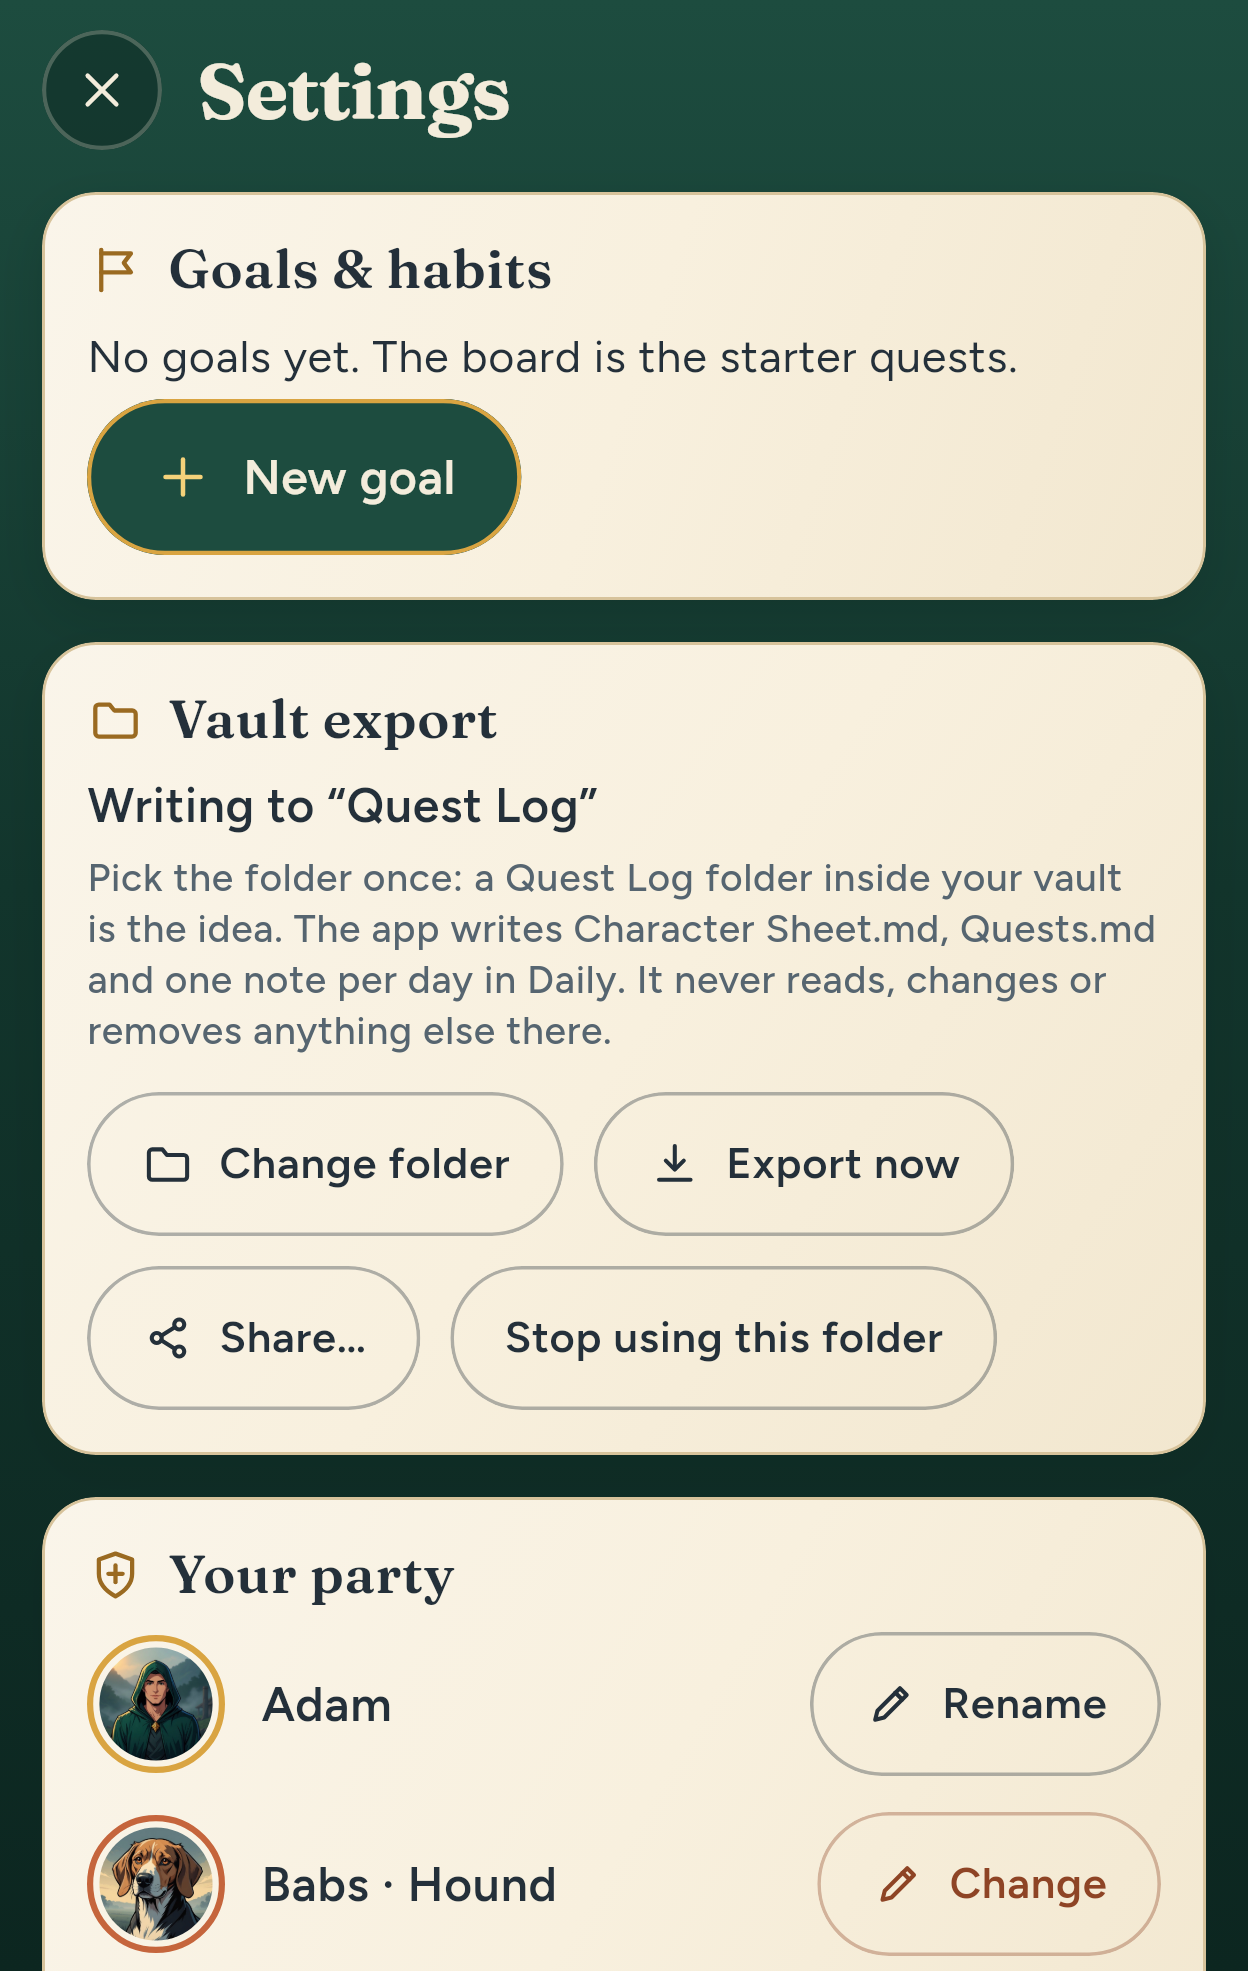 Settings
Goals & habits
No goals yet. The board is the starter quests.
New goal
Vault export
Writing to “Quest Log”
Pick the folder once: a Quest Log folder inside your vault
is the idea. The app writes Character Sheet.md, Quests.md
and one note per day in Daily. It never reads, changes or
removes anything else there.
Change folder
Export now
Share...
Stop using this folder
Your party
Adam
Rename
Babs · Hound
Change